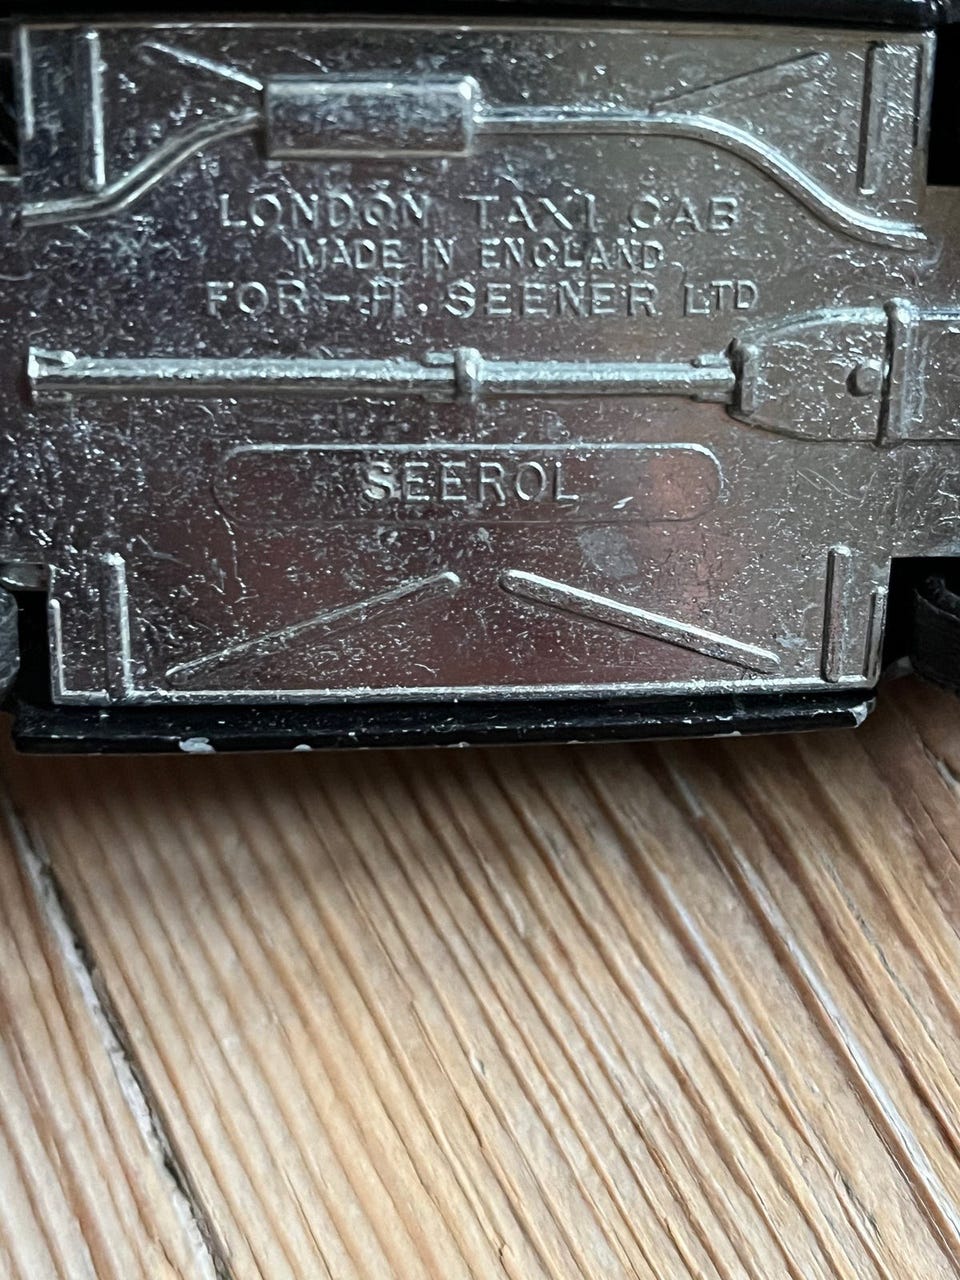 LONDON TAXI CAB
MADE IN ENGLAND
FOR-H. SEENER LTD
SEEROL